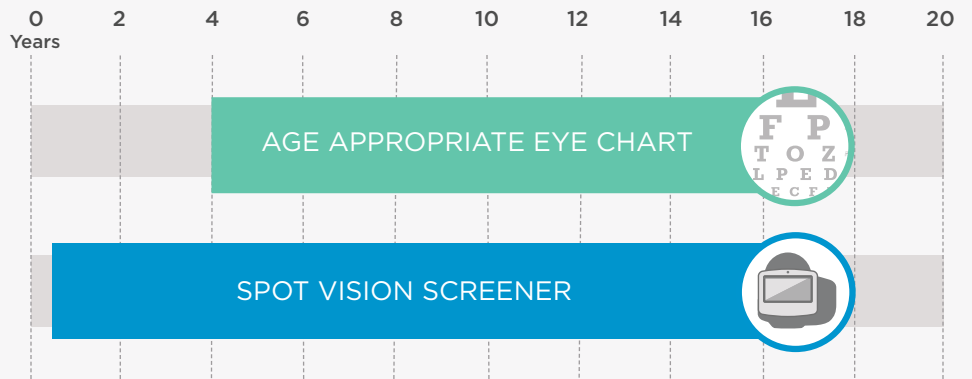 0 2 4 6 8 10 12 14 16 18 20
Years
AGE APPROPRIATE EYE CHART
F P
T O Z
L P E D
E C F
SPOT VISION SCREENER